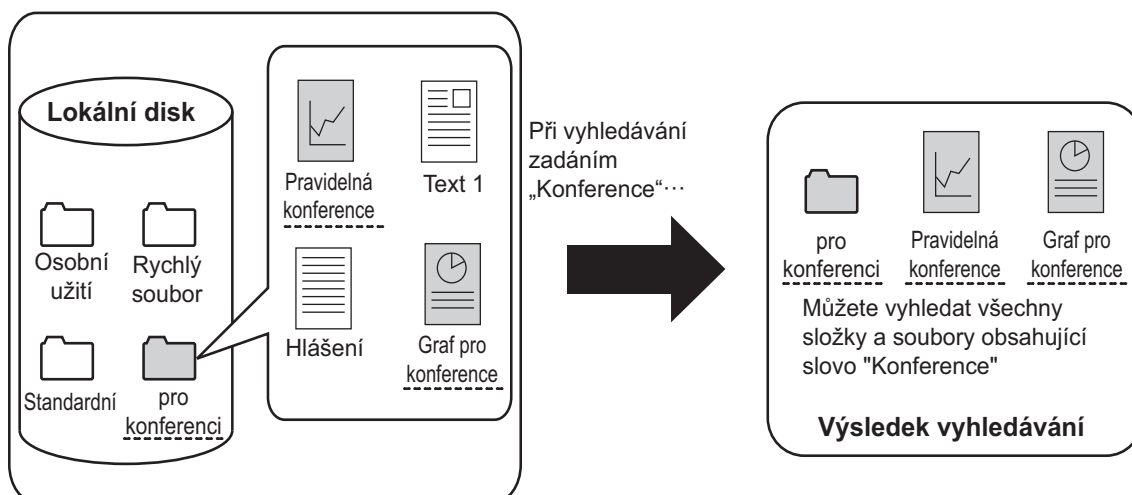 Lokální disk
Osobní
užití
Rychlý
soubor
Standardní
pro
konferenci
Pravidelná
konference
Text 1
Hlášení
Graf pro
konference
Při vyhledávání
zadáním
„Konference“···
pro
konferenci
Pravidelná
konference
Graf pro
konference
Můžete vyhledat všechny
složky a soubory obsahující
slovo "Konference"
Výsledek vyhledávání